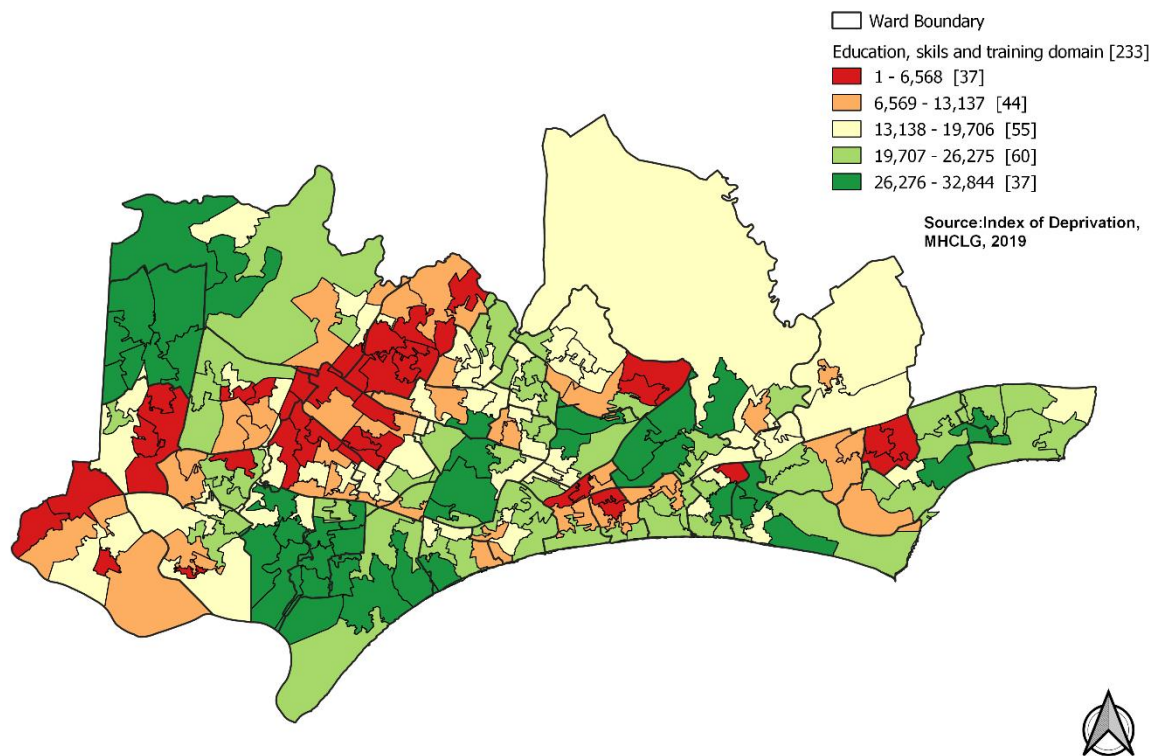 Ward Boundary
Education, skils and training domain [233]
1 - 6,568 [37]
6,569 - 13,137 [44]
13,138 - 19,706 [55]
19,707 - 26,275 [60]
26,276 - 32,844 [37]
Source:Index of Deprivation,
MHCLG, 2019